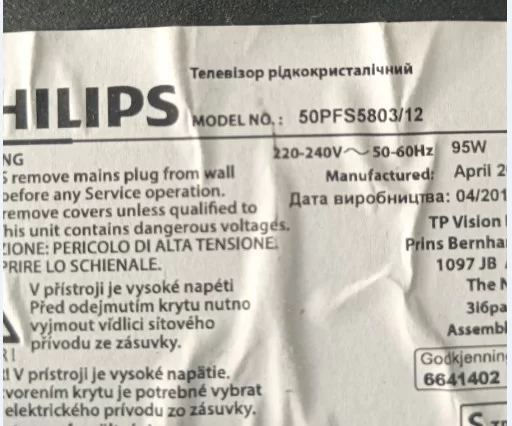 Телевізор рідкокристалічний
HILIPS MODEL NO.: 50PFS5803/12
220-240V～ 50-60Hz 95W
Manufactured: April 2
Дата виробництва: 04/201
TP Vision
Prins Bernha
1097 JB
The N
Зібра
Assembl
Godkjenning
6641402
NG
S remove mains plug from wall
before any Service operation.
remove covers unless qualified to
his unit contains dangerous voltages.
ZIONE: PERICOLO DI ALTA TENSIONE.
PRIRE LO SCHIENALE.
V přístroji je vysoké napětí
Před odejmutím krytu nutno
vyjmout vidlici síťového
přívodu ze zásuvky.
V prístroji je vysoké napätie.
vorením krytu je potrebné vybrat
elektrického prívodu zo zásuvky.